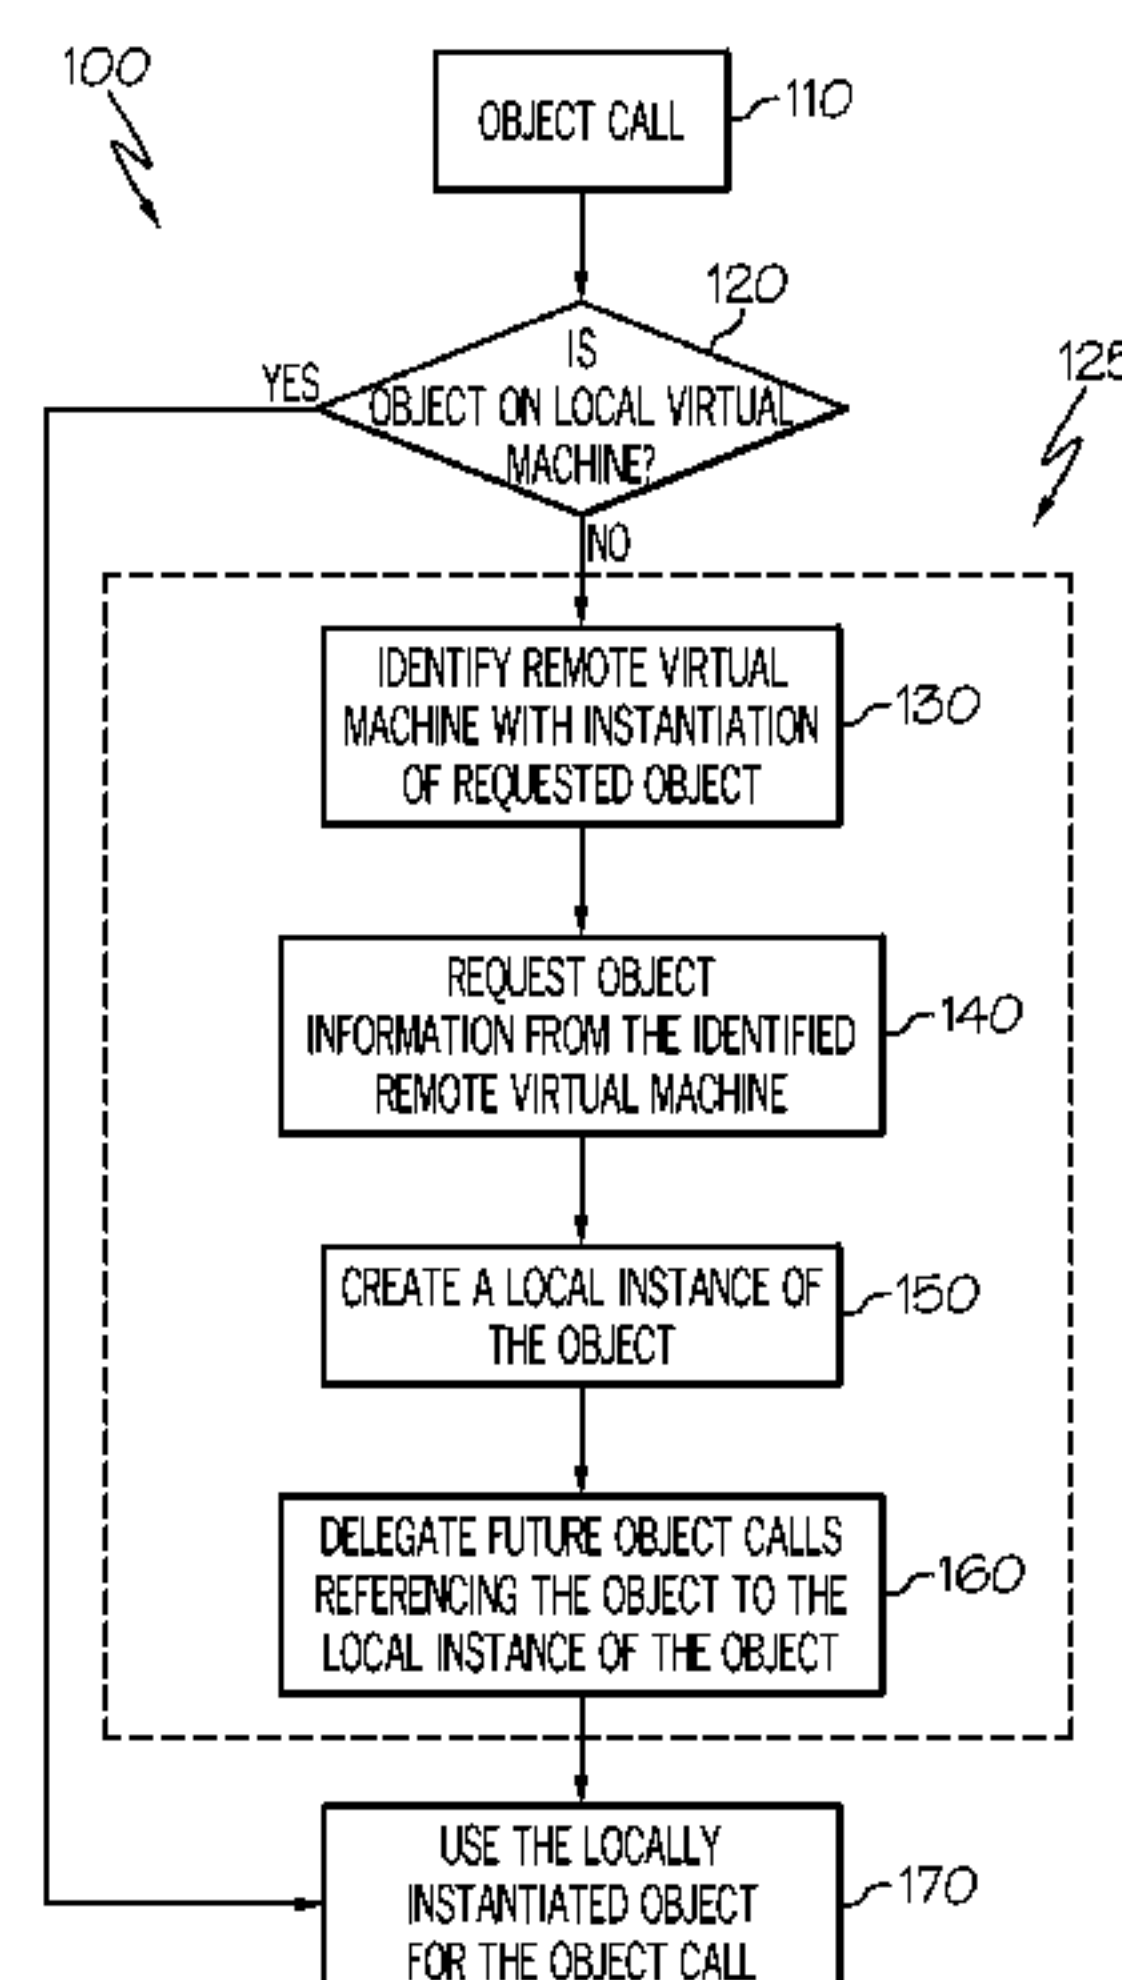 100
OBJECT CALL
110
120
IS
OBJECT ON LOCAL VIRTUAL
MACHINE?
YES
125
NO
IDENTIFY REMOTE VIRTUAL
MACHINE WITH INSTANTIATION
OF REQUESTED OBJECT
130
REQUEST OBJECT
INFORMATION FROM THE IDENTIFIED
REMOTE VIRTUAL MACHINE
140
CREATE A LOCAL INSTANCE OF
THE OBJECT
150
DELEGATE FUTURE OBJECT CALLS
REFERENCING THE OBJECT TO THE
LOCAL INSTANCE OF THE OBJECT
160
USE THE LOCALLY
INSTANTIATED OBJECT
FOR THE OBJECT CALL
170